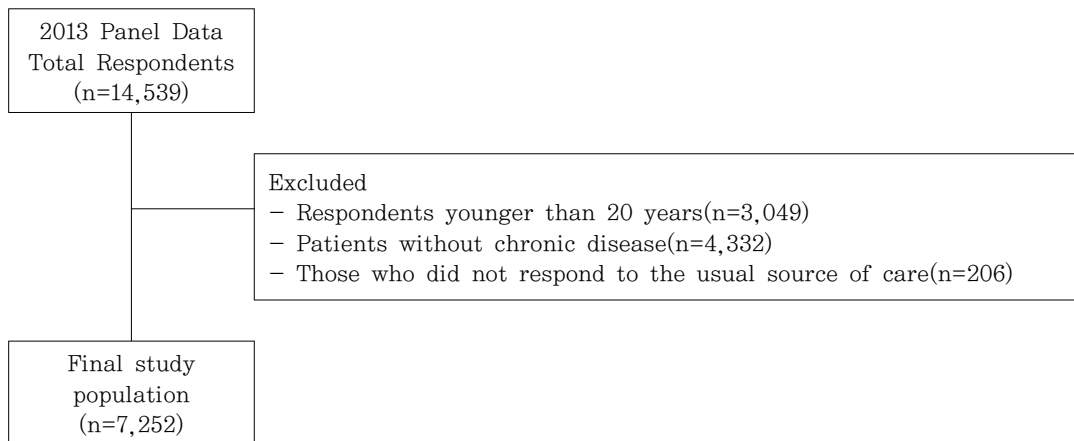 2013 Panel Data
Total Respondents
(n=14,539)
Excluded
- Respondents younger than 20 years(n=3,049)
- Patients without chronic disease(n=4,332)
- Those who did not respond to the usual source of care(n=206)
Final study
population
(n=7,252)